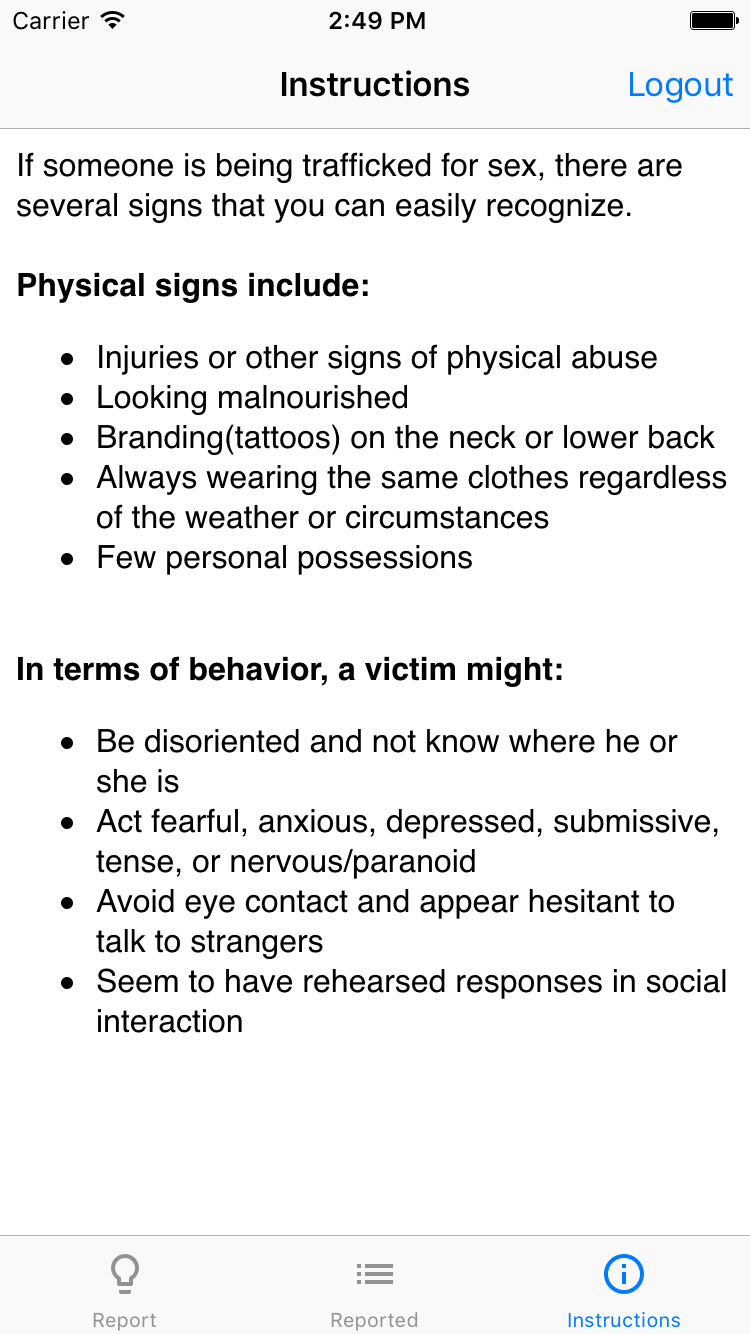 Carrier 2:49 PM
Instructions Logout
If someone is being trafficked for sex, there are
several signs that you can easily recognize.
Physical signs include:
• Injuries or other signs of physical abuse
• Looking malnourished
• Branding(tattoos) on the neck or lower back
• Always wearing the same clothes regardless
of the weather or circumstances
• Few personal possessions
In terms of behavior, a victim might:
• Be disoriented and not know where he or
she is
• Act fearful, anxious, depressed, submissive,
tense, or nervous/paranoid
• Avoid eye contact and appear hesitant to
talk to strangers
• Seem to have rehearsed responses in social
interaction
Report Reported Instructions